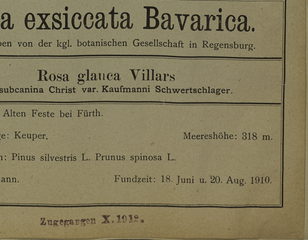 a exsiccata Bavarica.
ben von der kgl. botanischen Gesellschaft in Regensburg.
Rosa glauca Villars
subcanina Christ var. Kaufmanni Schwertschlager.
Alten Feste bei Fürth.
ge: Keuper. Meereshöhe: 318 m.
n: Pinus silvestris L. Prunus spinosa L.
ann. Fundzeit: 18. Juni u. 20. Aug. 1910.
Zugegangen X.1912.